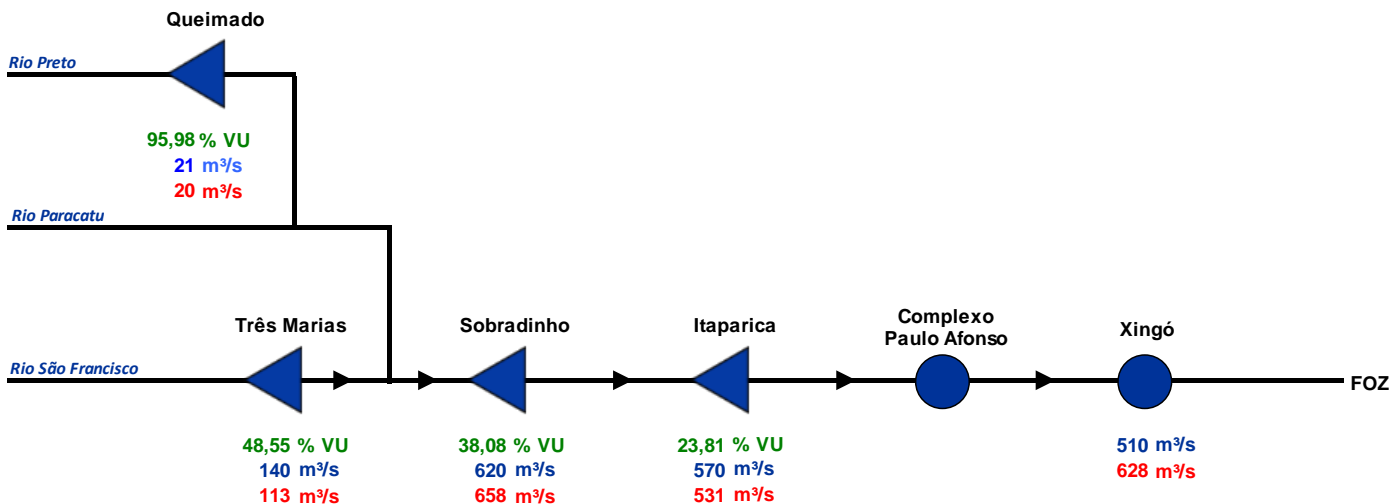 Queimado
Rio Preto
95,98 % VU
21 m³/s
20 m³/s
Rio Paracatu
Três Marias
Sobradinho
Itaparica
Complexo
Paulo Afonso
Xingó
Rio São Francisco
FOZ
48,55 % VU
140 m³/s
113 m³/s
38,08 % VU
620 m³/s
658 m³/s
23,81 % VU
570 m³/s
531 m³/s
510 m³/s
628 m³/s